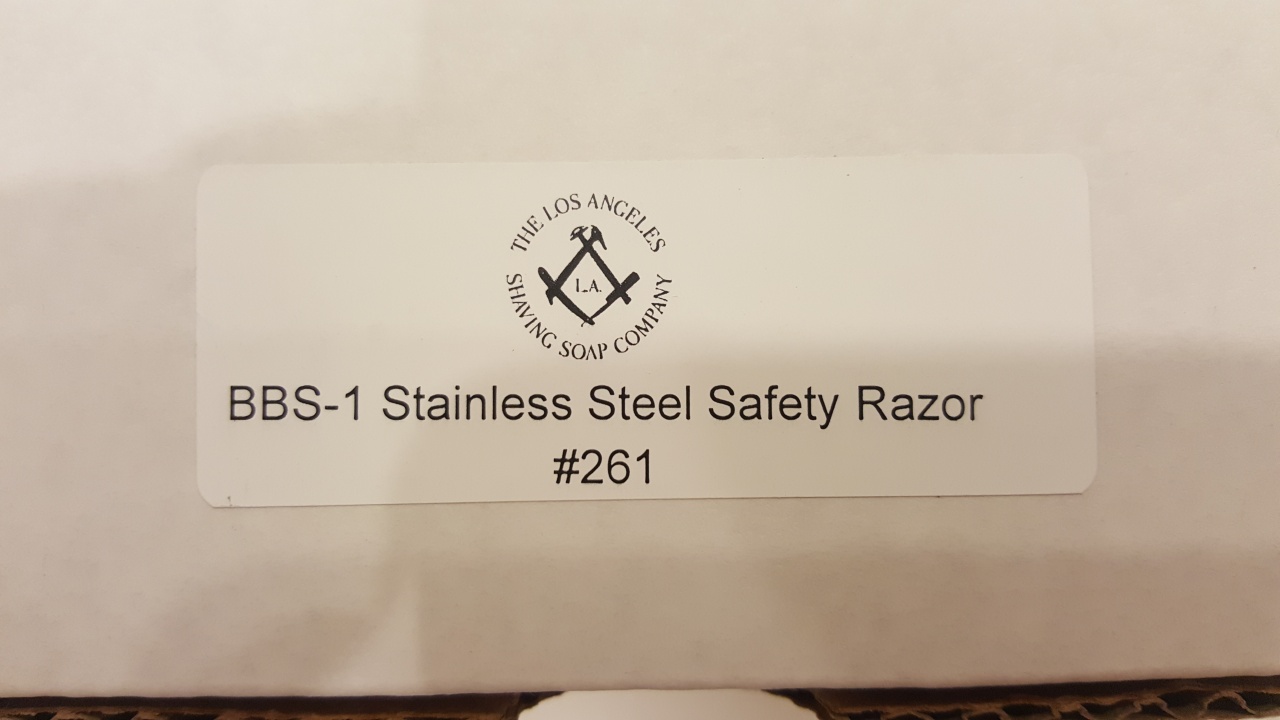 THE LOS ANGELES
L.A.
SHAVING SOAP COMPANY
BBS-1 Stainless Steel Safety Razor
#261